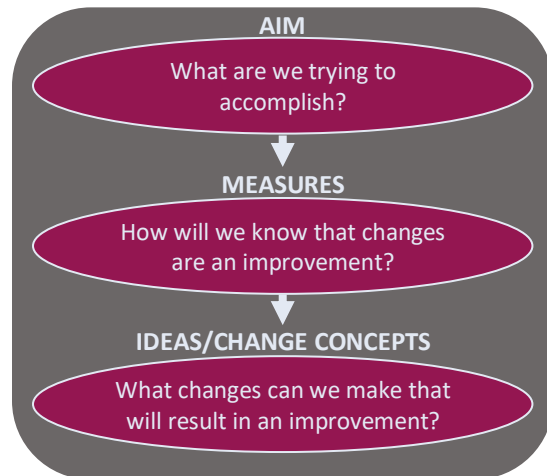 AIM
What are we trying to
accomplish?
MEASURES
How will we know that changes
are an improvement?
IDEAS/CHANGE CONCEPTS
What changes can we make that
will result in an improvement?